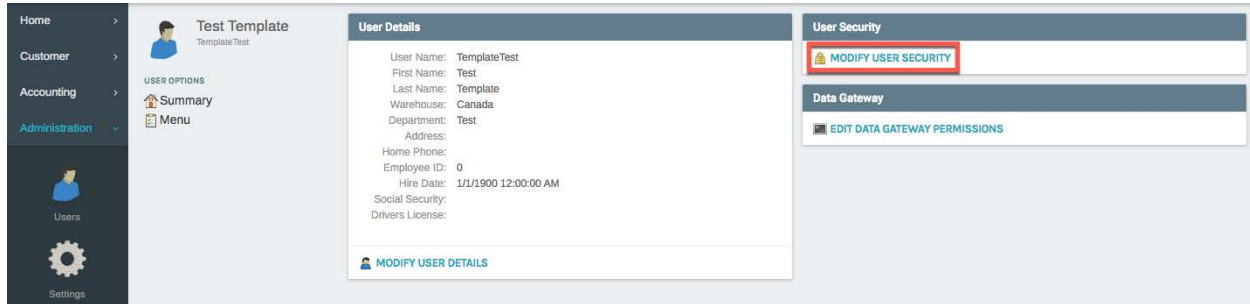 Home
Customer
Accounting
Administration
Users
Settings
Test Template
TemplateTest
USER OPTIONS
Summary
Menu
User Details
User Name: TemplateTest
First Name: Test
Last Name: Template
Warehouse: Canada
Department: Test
Address:
Home Phone:
Employee ID: 0
Hire Date: 1/1/1900 12:00:00 AM
Social Security:
Drivers License:
MODIFY USER DETAILS
User Security
MODIFY USER SECURITY
Data Gateway
EDIT DATA GATEWAY PERMISSIONS